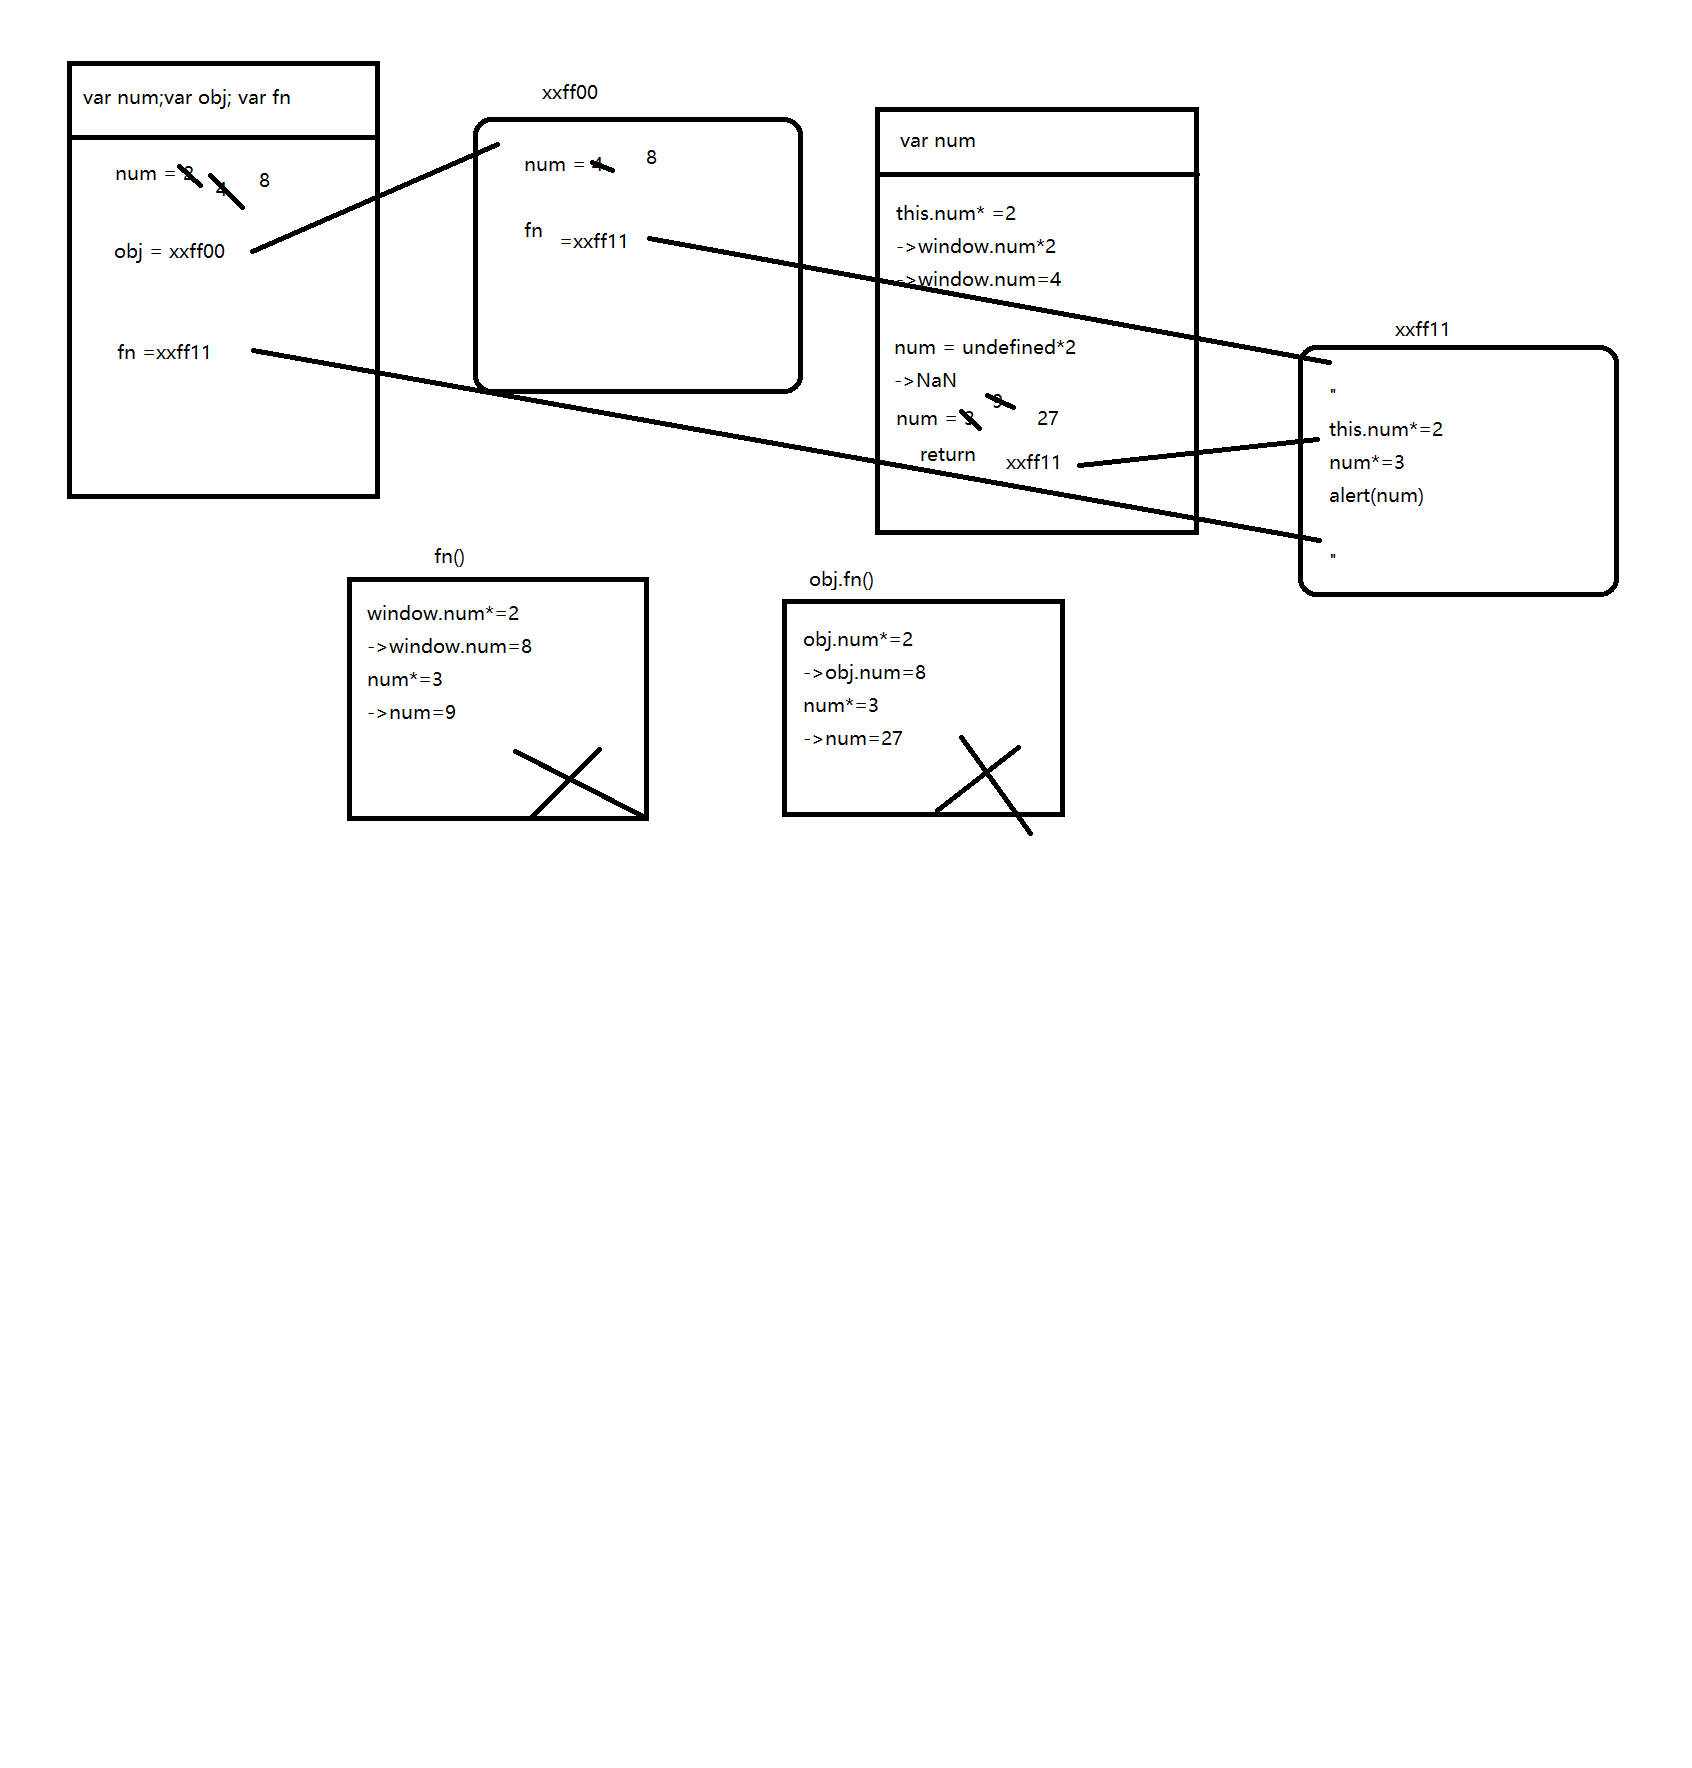 var num;var obj; var fn
num = 2 4 8
obj = xxff00
fn =xxff11
xxff00
num = 4 8
fn =xxff11
var num
this.num* =2
->window.num*2
->window.num=4
num = undefined*2
->NaN
num = 3 9 27
return xxff11
xxff11
"
this.num*=2
num*=3
alert(num)
"
fn()
window.num*=2
->window.num=8
num*=3
->num=9
obj.fn()
obj.num*=2
->obj.num=8
num*=3
->num=27